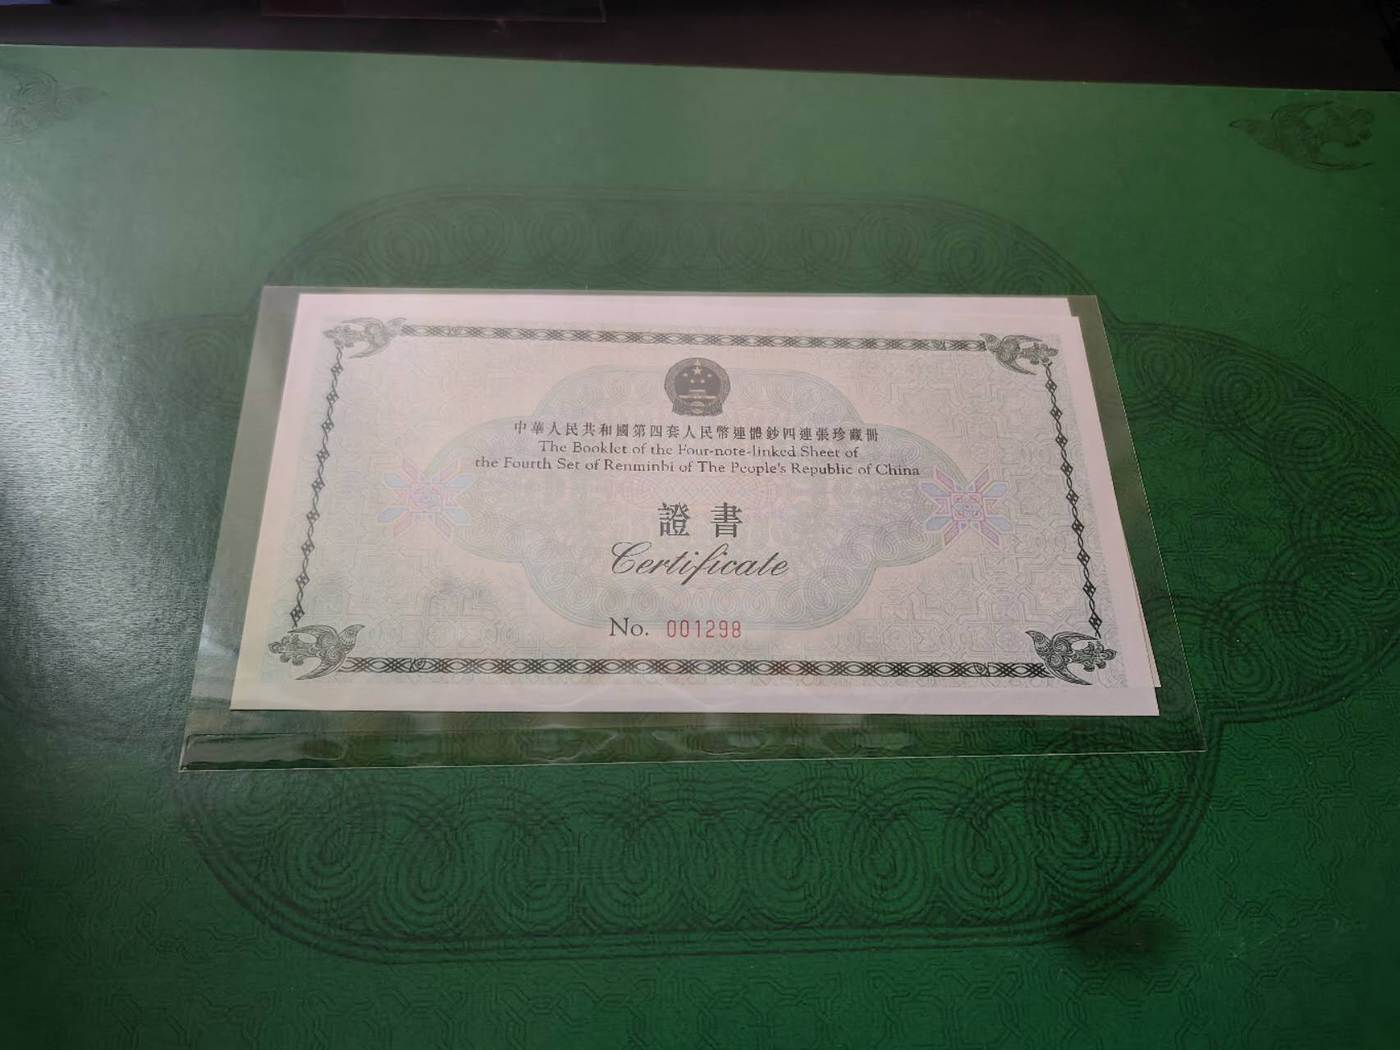 中華人民共和國第四套人民幣連體鈔四連張珍藏冊
The Booklet of the Four-note-linked Sheet of
the Fourth Set of Renminbi of The People's Republic of China
證書
Certificate
No. 001298